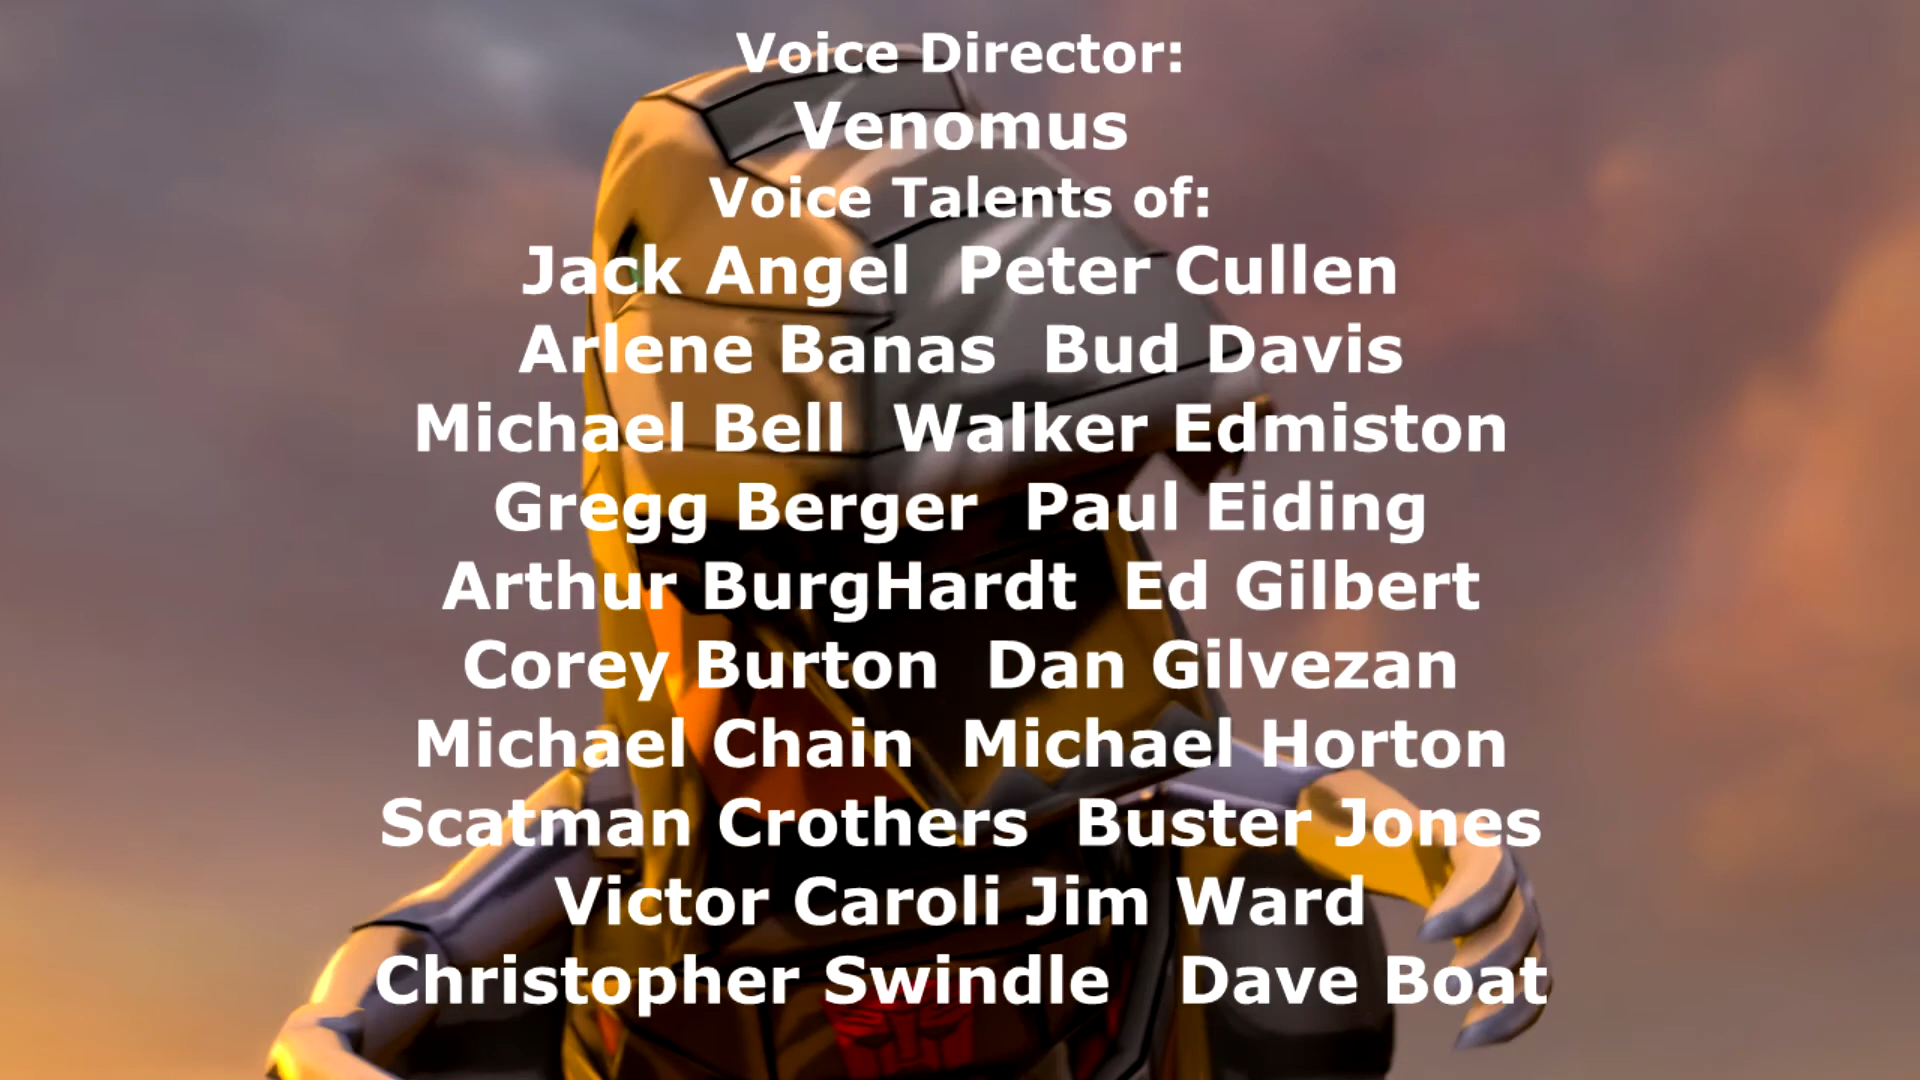 Voice Director:
Venomus
Voice Talents of:
Jack Angel  Peter Cullen
Arlene Banas  Bud Davis
Michael Bell  Walker Edmiston
Gregg Berger  Paul Eiding
Arthur BurgHardt  Ed Gilbert
Corey Burton  Dan Gilvezan
Michael Chain  Michael Horton
Scatman Crothers  Buster Jones
Victor Caroli Jim Ward
Christopher Swindle   Dave Boat